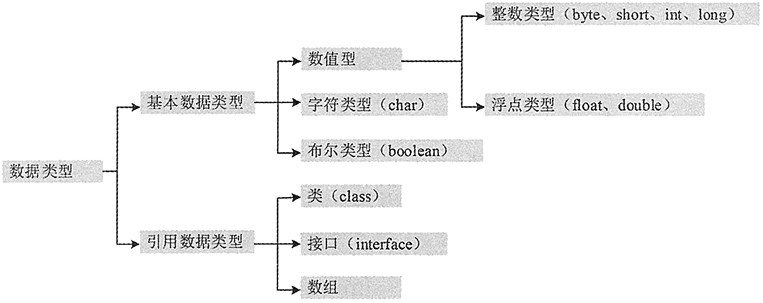 数据类型
基本数据类型
数值型
整数类型（byte、short、int、long）
浮点类型（float、double）
字符类型（char）
布尔类型（boolean）
引用数据类型
类（class）
接口（interface）
数组